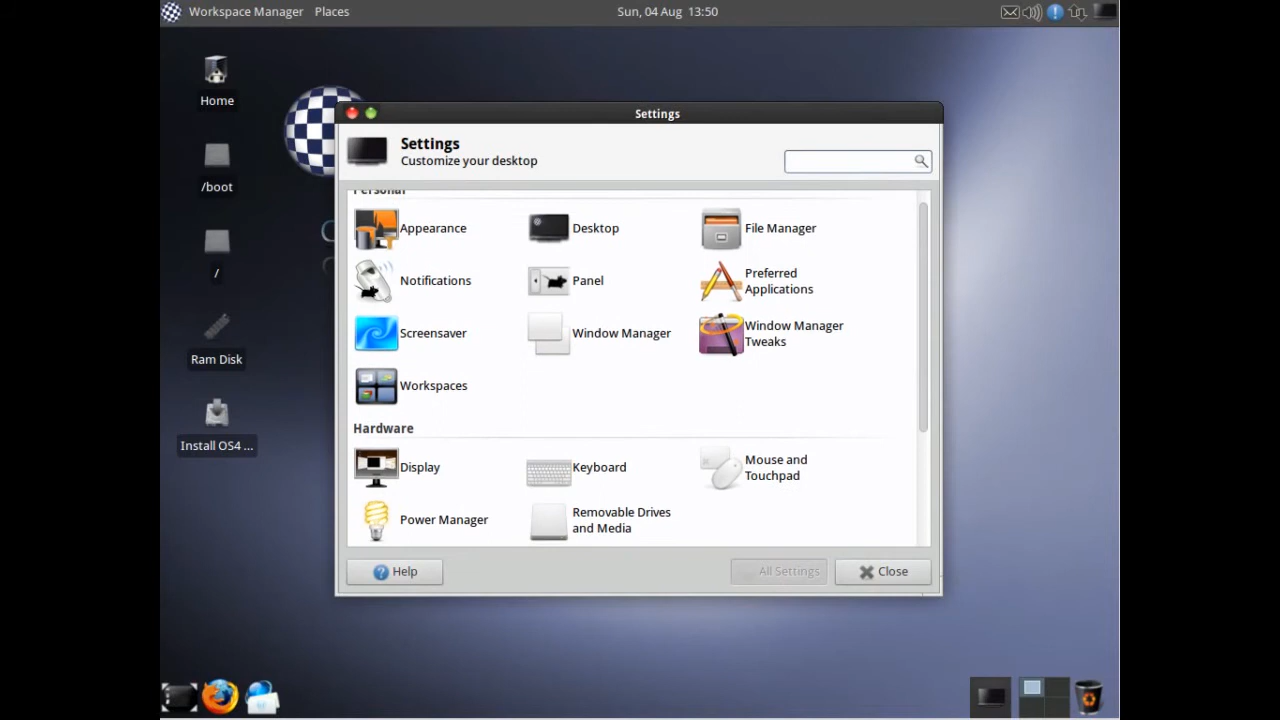 Workspace Manager Places Sun, 04 Aug 13:50
Home
/boot
/
Ram Disk
Install OS4 ...
Settings
Settings
Customize your desktop
Personal
Appearance
Desktop
File Manager
Notifications
Panel
Preferred
Applications
Screensaver
Window Manager
Window Manager
Tweaks
Workspaces
Hardware
Display
Keyboard
Mouse and
Touchpad
Power Manager
Removable Drives
and Media
Help
All Settings
Close